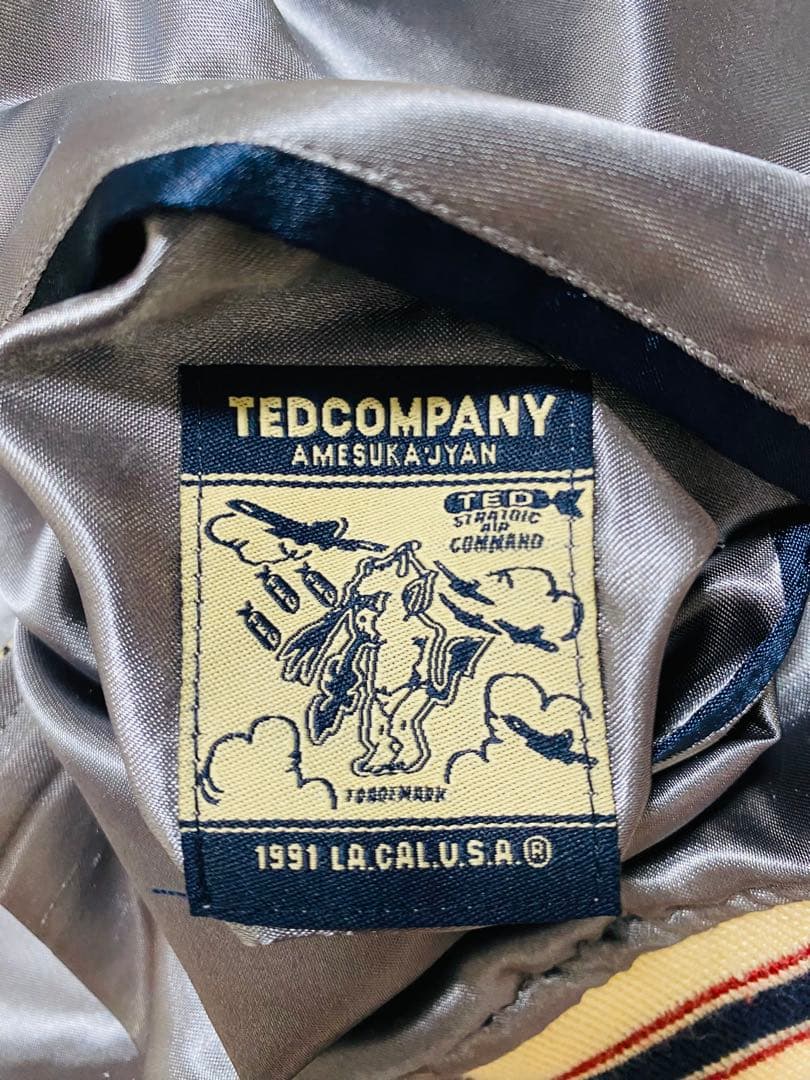 TEDCOMPANY
AMESUKA'JYAN
TED
STRATOIC
AIR
COMMAND
TRADEMARK
1991 LA.CAL.U.S.A.®